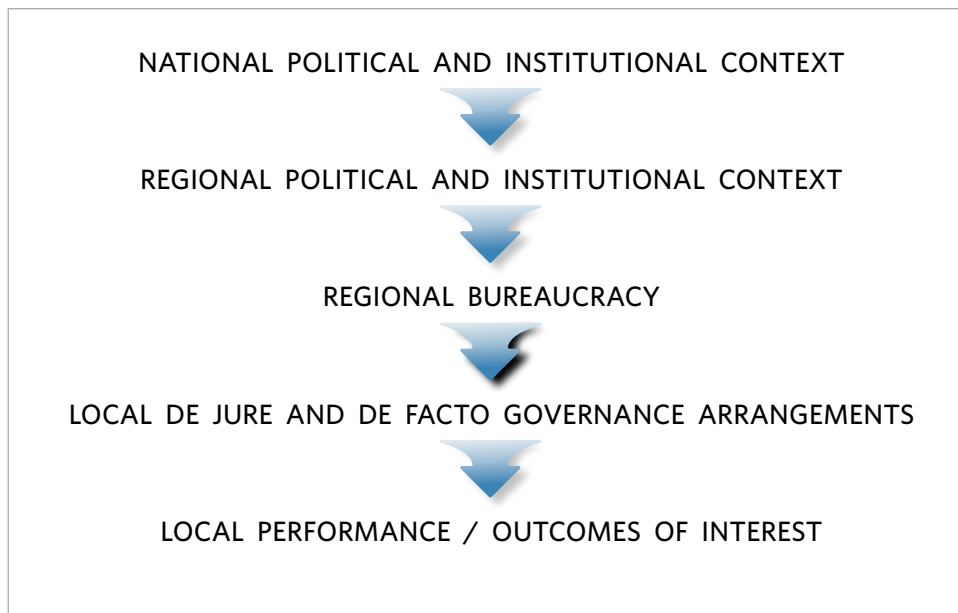 NATIONAL POLITICAL AND INSTITUTIONAL CONTEXT
REGIONAL POLITICAL AND INSTITUTIONAL CONTEXT
REGIONAL BUREAUCRACY
LOCAL DE JURE AND DE FACTO GOVERNANCE ARRANGEMENTS
LOCAL PERFORMANCE / OUTCOMES OF INTEREST